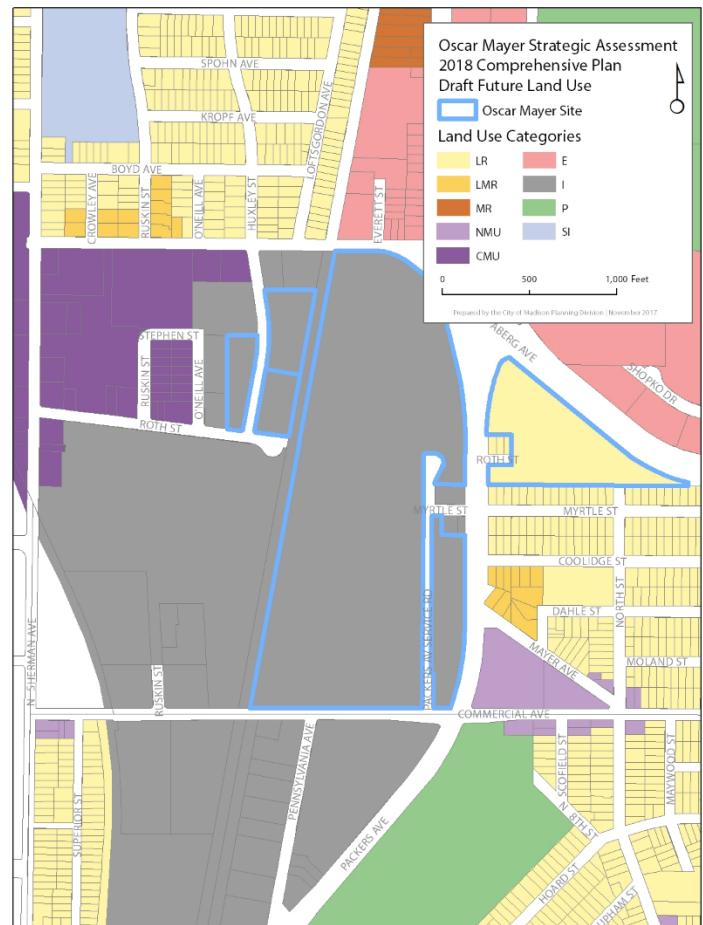 Oscar Mayer Strategic Assessment
2018 Comprehensive Plan
Draft Future Land Use
Oscar Mayer Site
Land Use Categories
LR
E
LMR
I
MR
P
NMU
SI
CMU
0
500
1,000 Feet
Prepared by the City of Madison Planning Division | November 2017
SPOHN AVE
KROPF AVE
LOFTSGORDON AVE
BOYD AVE
CROWLEY AVE
RUSKIN ST
O'NEILL AVE
HUXLEY ST
EVERETT ST
ABERG AVE
SHOPKO DR
STEPHEN ST
RUSKIN ST
O'NEILL AVE
ROTH ST
ROTH ST
MYRTLE ST
MYRTLE ST
COOLIDGE ST
DAHLE ST
NORTH ST
MAYER AVE
MOLAND ST
PACKERS AV SERVICE RD
N SHERMAN AVE
RUSKIN ST
COMMERCIAL AVE
PENNSYLVANIA AVE
PACKERS AVE
SUPERIOR ST
SCOFIELD ST
MAYWOOD ST
N 8TH ST
HOARD ST
UPHAM ST